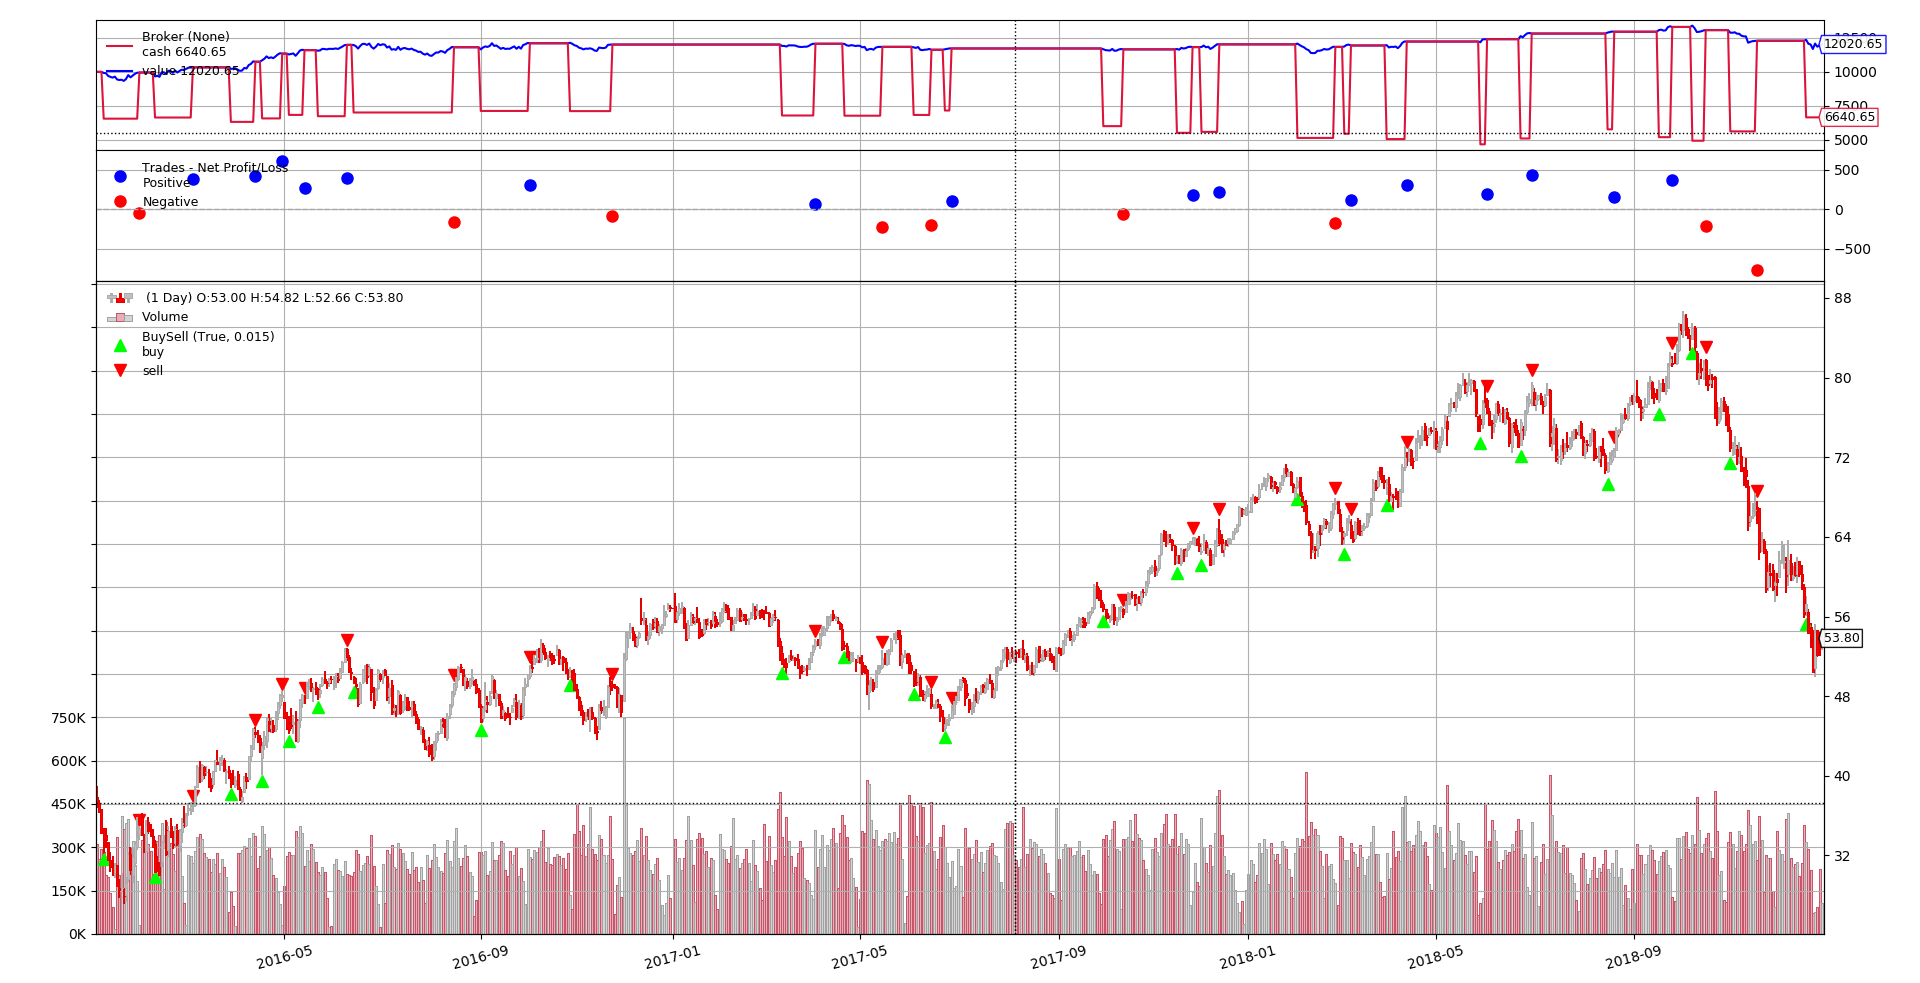 Broker (None)
cash 6640.65
value 12020.65
12500
12020.65
10000
7500
6640.65
5000
Trades - Net Profit/Loss
Positive
Negative
500
0
−500
(1 Day) O:53.00 H:54.82 L:52.66 C:53.80
Volume
BuySell (True, 0.015)
buy
sell
88
80
72
64
56
53.80
48
40
32
750K
600K
450K
300K
150K
0K
2016-05
2016-09
2017-01
2017-05
2017-09
2018-01
2018-05
2018-09